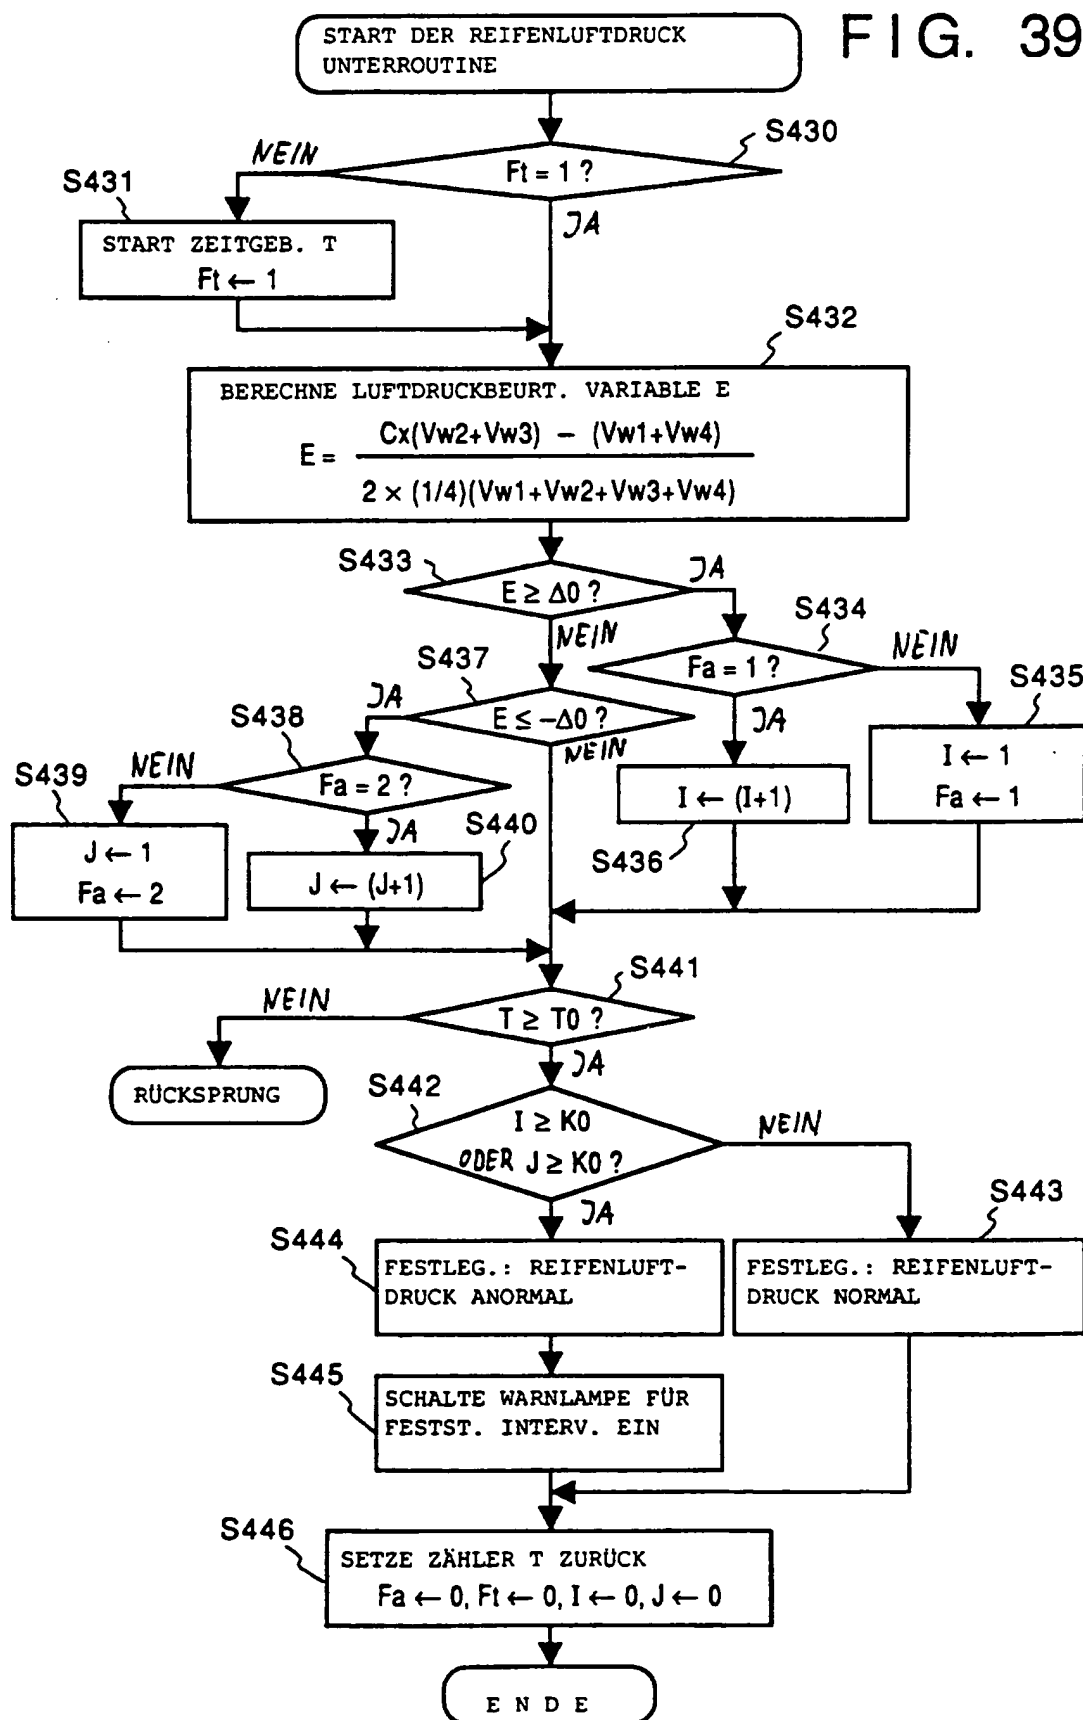 FIG. 39
START DER REIFENLUFTDRUCK
UNTERROUTINE
S430
NEIN
Ft = 1 ?
JA
S431
START ZEITGEB. T
Ft ← 1
S432
BERECHNE LUFTDRUCKBEURT. VARIABLE E
E = Cx(Vw2+Vw3) – (Vw1+Vw4)
2 × (1/4)(Vw1+Vw2+Vw3+Vw4)
S433
E ≥ Δ0 ?
JA
NEIN
S434
Fa = 1 ?
NEIN
JA
S435
I ← 1
Fa ← 1
I ← (I+1)
S436
S437
E ≤ –Δ0 ?
JA
NEIN
S438
Fa = 2 ?
NEIN
JA
S439
J ← 1
Fa ← 2
S440
J ← (J+1)
S441
T ≥ T0 ?
NEIN
JA
RÜCKSPRUNG
S442
I ≥ K0
ODER J ≥ K0 ?
NEIN
JA
S443
FESTLEG.: REIFENLUFT-
DRUCK NORMAL
S444
FESTLEG.: REIFENLUFT-
DRUCK ANORMAL
S445
SCHALTE WARNLAMPE FÜR
FESTST. INTERV. EIN
S446
SETZE ZÄHLER T ZURÜCK
Fa ← 0, Ft ← 0, I ← 0, J ← 0
E N D E